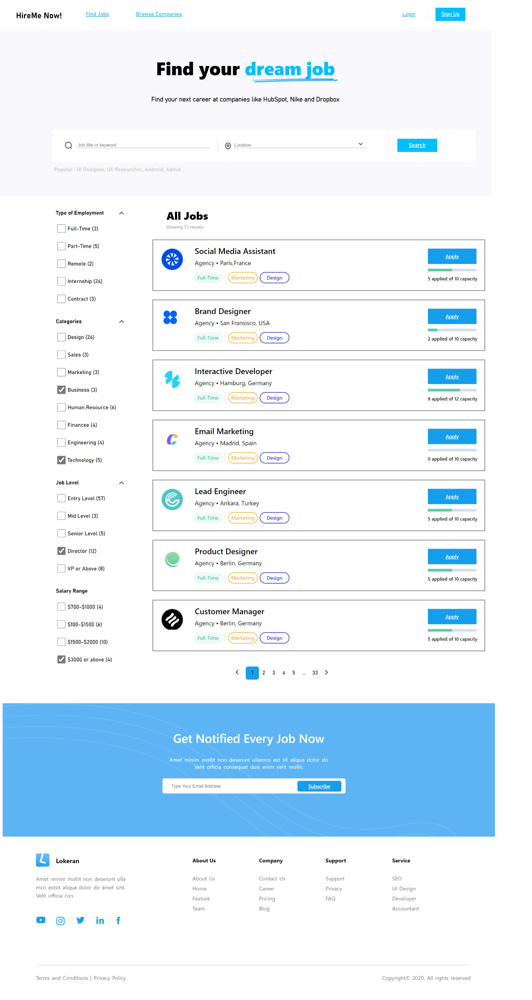 HireMe Now!
Find Jobs
Browse Companies
Login
Sign Up
Find your dream job
Find your next career at companies like HubSpot, Nike and Dropbox
Job title or keyword
Location
Search
Popular : UI Designer, UX Researcher, Android, Admin
Type of Employment
Full-Time (3)
Part-Time (5)
Remote (2)
Internship (24)
Contract (3)
Categories
Design (24)
Sales (3)
Marketing (3)
Business (3)
Human Resource (6)
Financee (4)
Engineering (4)
Technology (5)
Job Level
Entry Level (57)
Mid Level (3)
Senior Level (5)
Director (12)
VP or Above (8)
Salary Range
$700-$1000 (4)
$100-$1500 (6)
$1500-$2000 (10)
$3000 or above (4)
All Jobs
Showing 73 results
Social Media Assistant
Agency • Paris,France
Full-Time
Marketing
Design
Apply
5 applied of 10 capacity
Brand Designer
Agency • San Fransisco, USA
Full-Time
Marketing
Design
Apply
2 applied of 10 capacity
Interactive Developer
Agency • Hamburg, Germany
Full-Time
Marketing
Design
Apply
8 applied of 12 capacity
Email Marketing
Agency • Madrid, Spain
Full-Time
Marketing
Design
Apply
0 applied of 10 capacity
Lead Engineer
Agency • Ankara, Turkey
Full-Time
Marketing
Design
Apply
5 applied of 10 capacity
Product Designer
Agency • Berlin, Germany
Full-Time
Marketing
Design
Apply
5 applied of 10 capacity
Customer Manager
Agency • Berlin, Germany
Full-Time
Marketing
Design
Apply
5 applied of 10 capacity
1 2 3 4 5 ... 33
Get Notified Every Job Now
Amet minim mollit non deserunt ullamco est sit aliqua dolor do
Velit officia consequat duis enim velit mollit.
Type Your Email Address
Subscribe
Lokeran
Amet minim mollit non deserunt ulla
mco estsit aliqua dolor do amet sint.
Velit officia con
About Us
About Us
Home
Feature
Team
Company
Contact Us
Career
Pricing
Blog
Support
Support
Privacy
FAQ
Service
SEO
UI Design
Developer
Accountant
Terms and Conditions | Privacy Policy
Copyright© 2020. All rights reserved